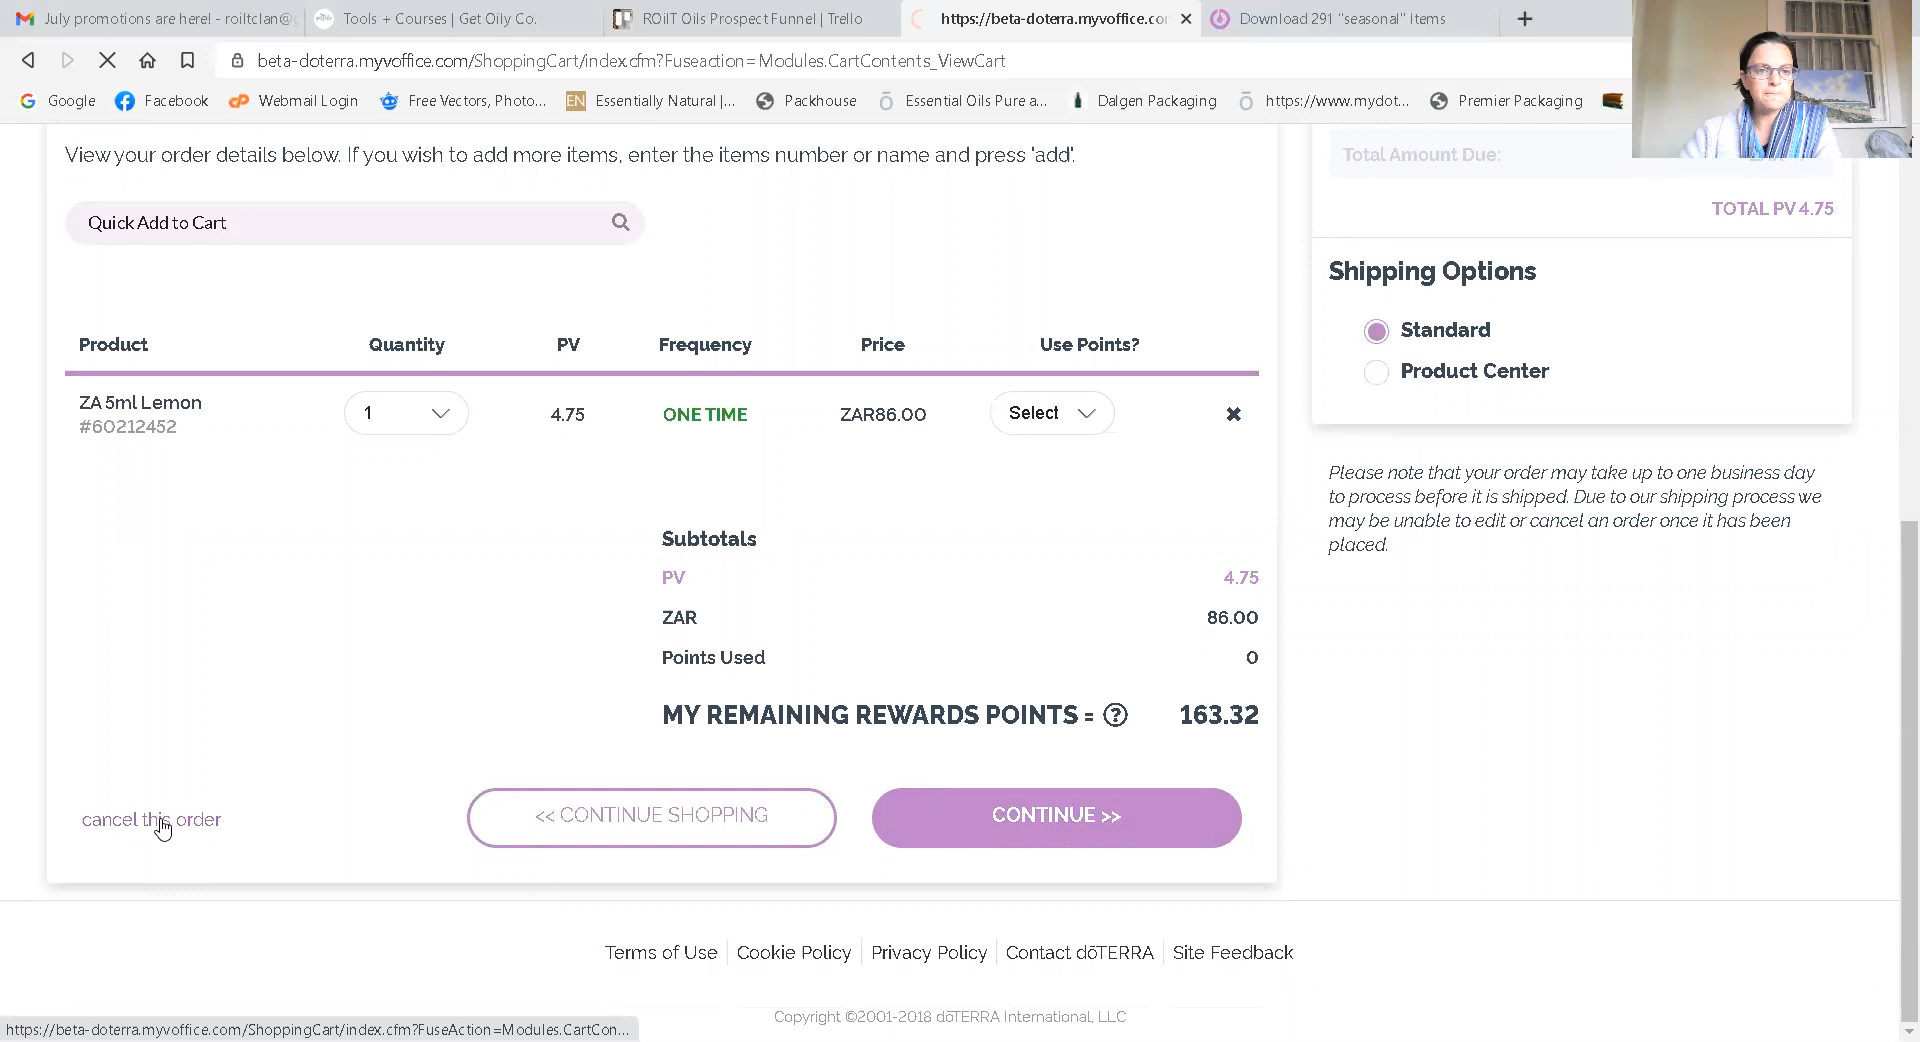 July promotions are here! - roiltclan@g
Tools + Courses | Get Oily Co.
ROilT Oils Prospect Funnel | Trello
https://beta-doterra.myvoffice.cor
Download 291 "seasonal" items
beta-doterra.myvoffice.com/ShoppingCart/index.cfm?Fuseaction=Modules.CartContents_ViewCart
Google
Facebook
Webmail Login
Free Vectors, Photo...
EN Essentially Natural |...
Packhouse
Essential Oils Pure a...
Dalgen Packaging
https://www.mydot...
Premier Packaging
View your order details below. If you wish to add more items, enter the items number or name and press 'add'.
Quick Add to Cart
Product Quantity PV Frequency Price Use Points?
ZA 5ml Lemon
#60212452
1 4.75 ONE TIME ZAR86.00 Select
Subtotals
PV 4.75
ZAR 86.00
Points Used 0
MY REMAINING REWARDS POINTS = ? 163.32
cancel this order
<< CONTINUE SHOPPING
CONTINUE >>
Total Amount Due:
TOTAL PV 4.75
Shipping Options
Standard
Product Center
Please note that your order may take up to one business day
to process before it is shipped. Due to our shipping process we
may be unable to edit or cancel an order once it has been
placed.
Terms of Use Cookie Policy Privacy Policy Contact dōTERRA Site Feedback
Copyright ©2001-2018 dōTERRA International, LLC
https://beta-doterra.myvoffice.com/ShoppingCart/index.cfm?FuseAction=Modules.CartCon...